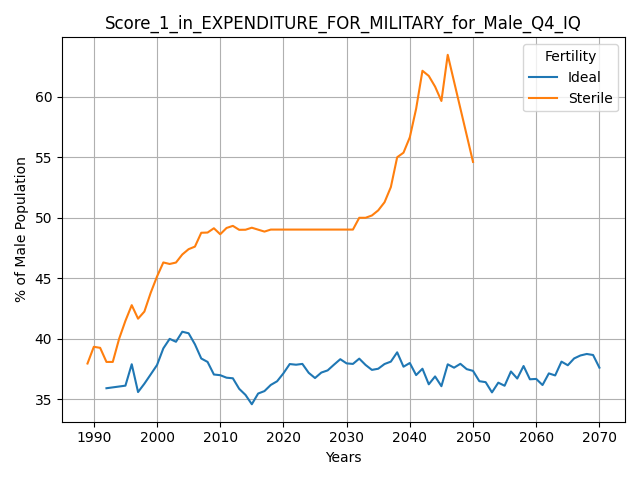 Score_1_in_EXPENDITURE_FOR_MILITARY_for_Male_Q4_IQ
Fertility
Ideal
Sterile
% of Male Population
60
55
50
45
40
35
1990 2000 2010 2020 2030 2040 2050 2060 2070
Years